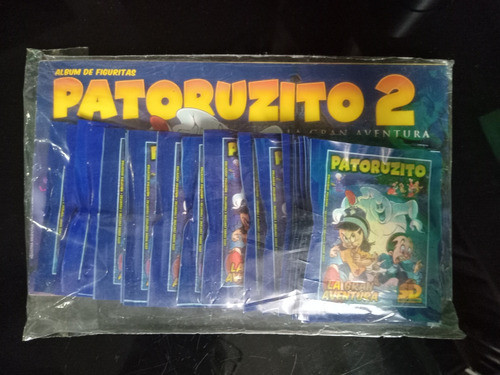 ALBUM DE FIGURITAS
PATORUZITO 2
LA GRAN AVENTURA
PATORUZITO
LA GRAN
AVENTURA